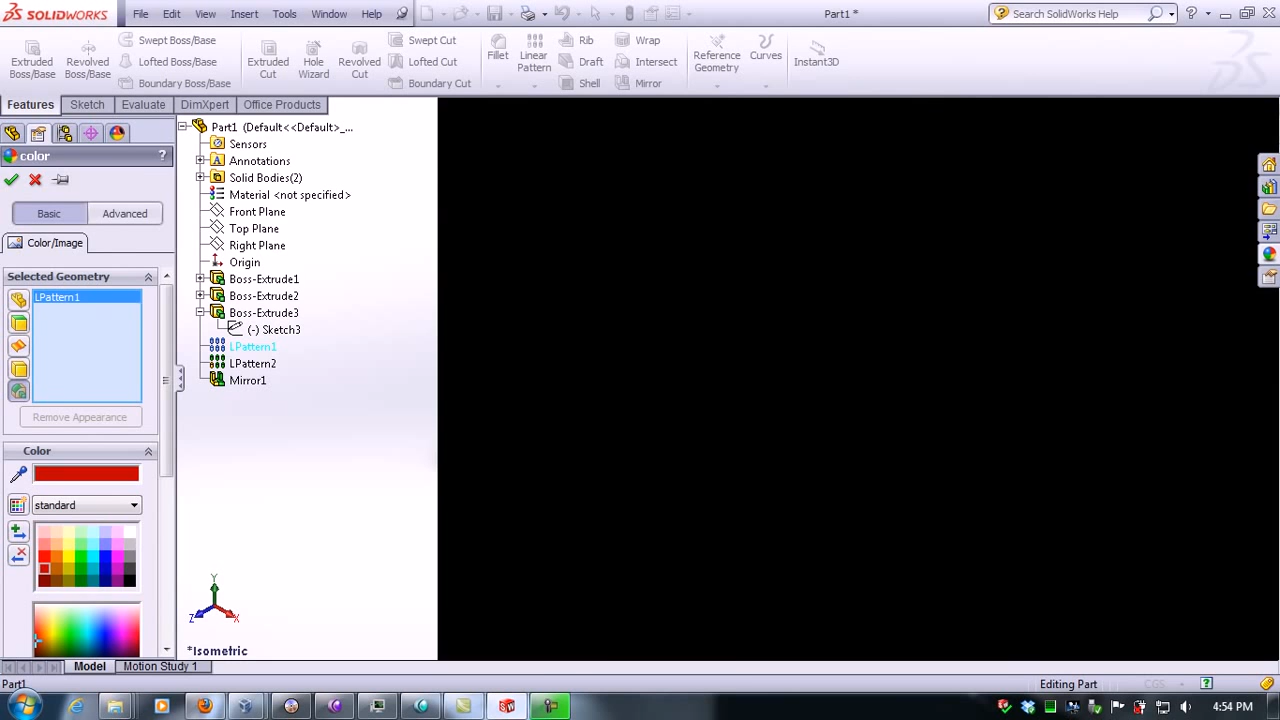 SOLIDWORKS File Edit View Insert Tools Window Help Part1 * Search SolidWorks Help
Extruded Boss/Base
Revolved Boss/Base
Swept Boss/Base
Lofted Boss/Base
Boundary Boss/Base
Extruded Cut
Hole Wizard
Revolved Cut
Swept Cut
Lofted Cut
Boundary Cut
Fillet
Linear Pattern
Rib
Draft
Shell
Wrap
Intersect
Mirror
Reference Geometry
Curves
Instant3D
Features Sketch Evaluate DimXpert Office Products
color ?
Basic Advanced
Color/Image
Selected Geometry
LPattern1
Remove Appearance
Color
standard
Part1 (Default<<Default>_...
Sensors
Annotations
Solid Bodies(2)
Material <not specified>
Front Plane
Top Plane
Right Plane
Origin
Boss-Extrude1
Boss-Extrude2
Boss-Extrude3
(-) Sketch3
LPattern1
LPattern2
Mirror1
Y
Z X
*Isometric
Model Motion Study 1
Part1 Editing Part CGS
4:54 PM